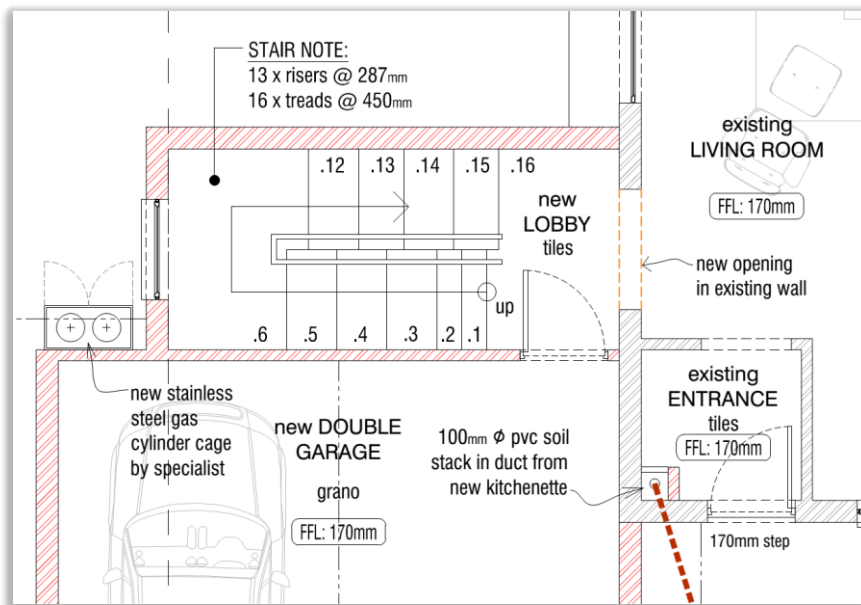 STAIR NOTE:
13 x risers @ 287mm
16 x treads @ 450mm
.12 .13 .14 .15 .16
existing
LIVING ROOM
FFL: 170mm
new
LOBBY
tiles
new opening
in existing wall
up
.6 .5 .4 .3 .2 .1
new stainless
steel gas
cylinder cage
by specialist
new DOUBLE
GARAGE
grano
FFL: 170mm
100mm Ø pvc soil
stack in duct from
new kitchenette
existing
ENTRANCE
tiles
FFL: 170mm
170mm step